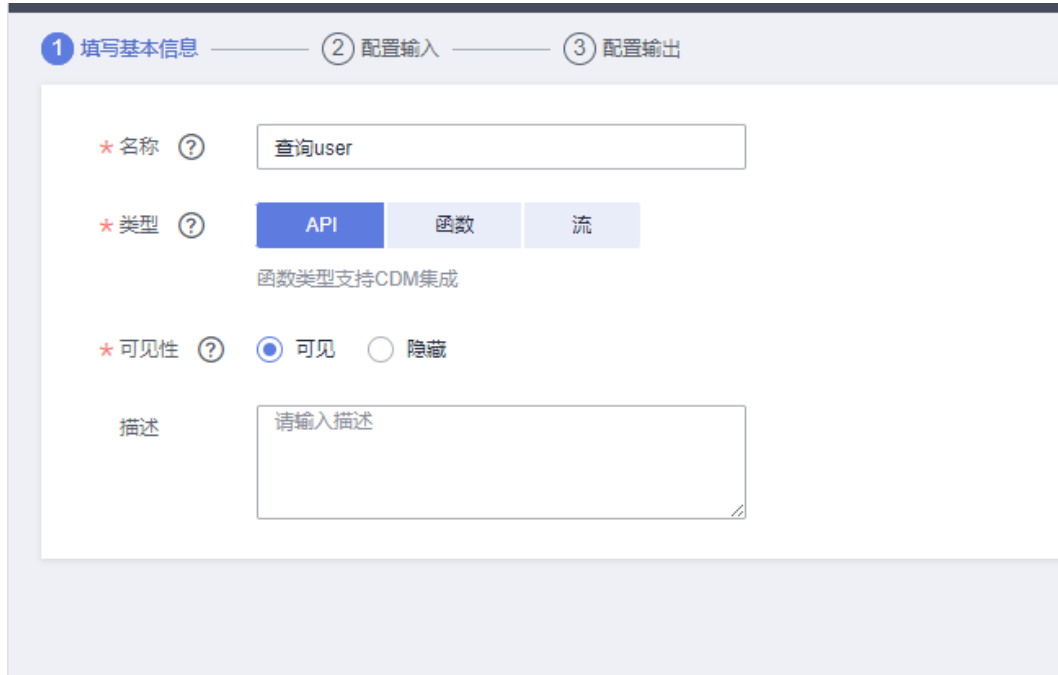 1 填写基本信息 2 配置输入 3 配置输出
* 名称 ? 查询user
* 类型 ? API 函数 流
函数类型支持CDM集成
* 可见性 ? 可见 隐藏
描述 请输入描述